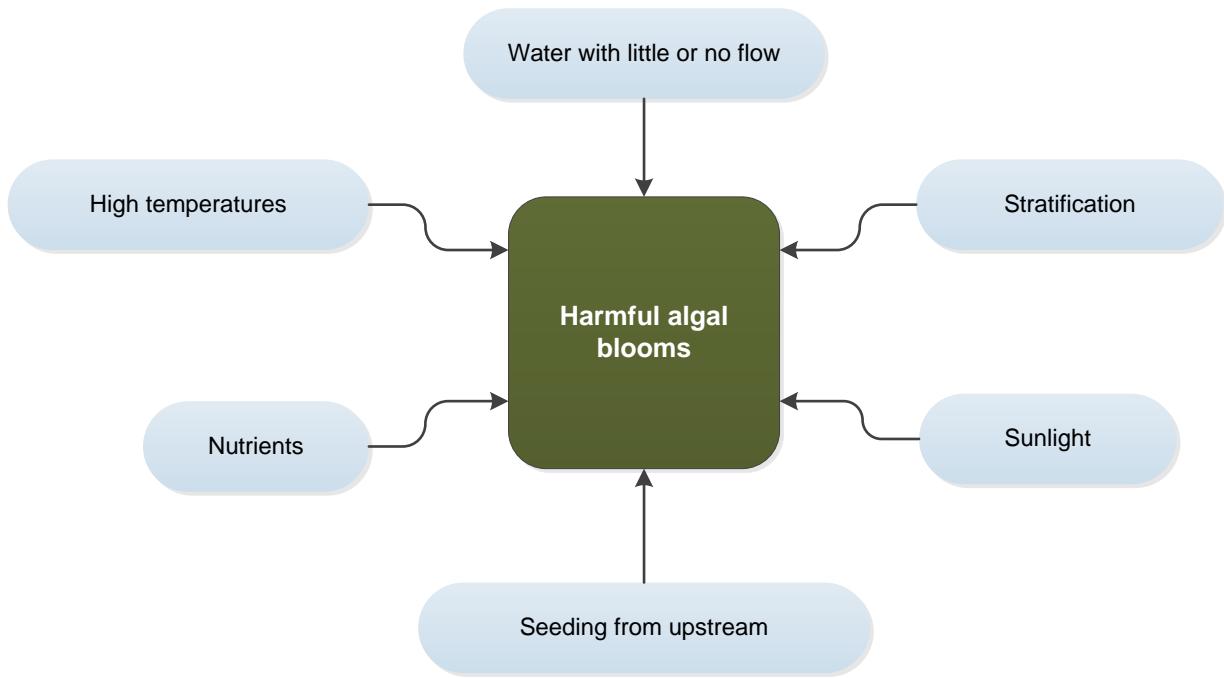 Water with little or no flow
High temperatures
Stratification
Harmful algal
blooms
Nutrients
Sunlight
Seeding from upstream